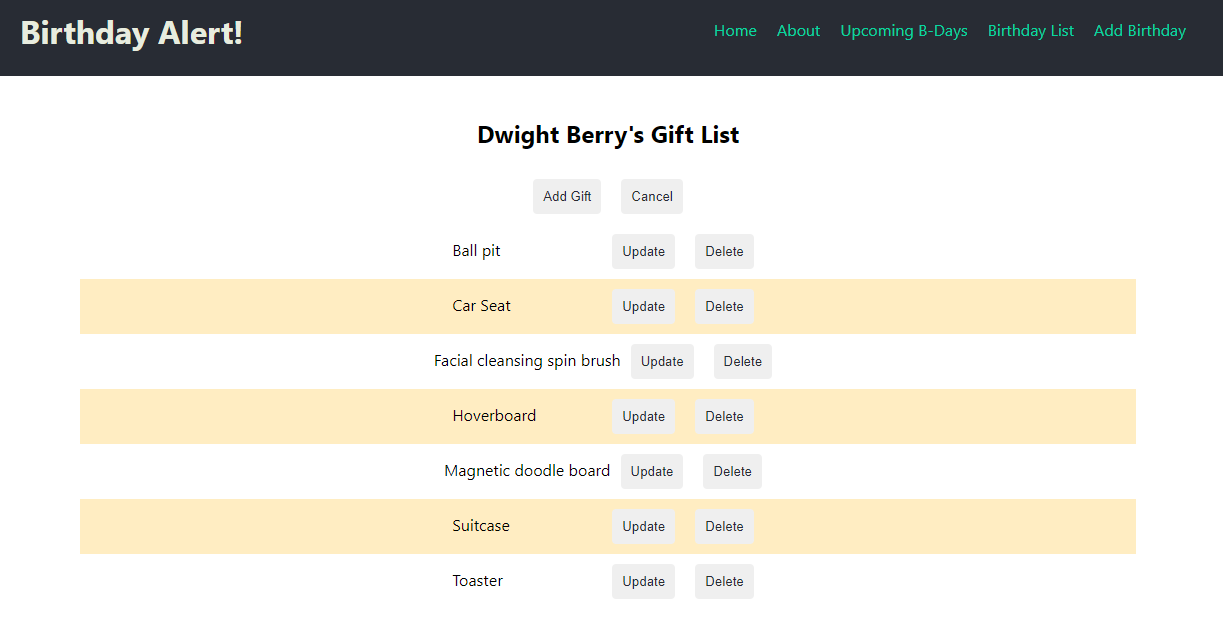 Birthday Alert! Home About Upcoming B-Days Birthday List Add Birthday
Dwight Berry's Gift List
Add Gift Cancel
Ball pit Update Delete
Car Seat Update Delete
Facial cleansing spin brush Update Delete
Hoverboard Update Delete
Magnetic doodle board Update Delete
Suitcase Update Delete
Toaster Update Delete